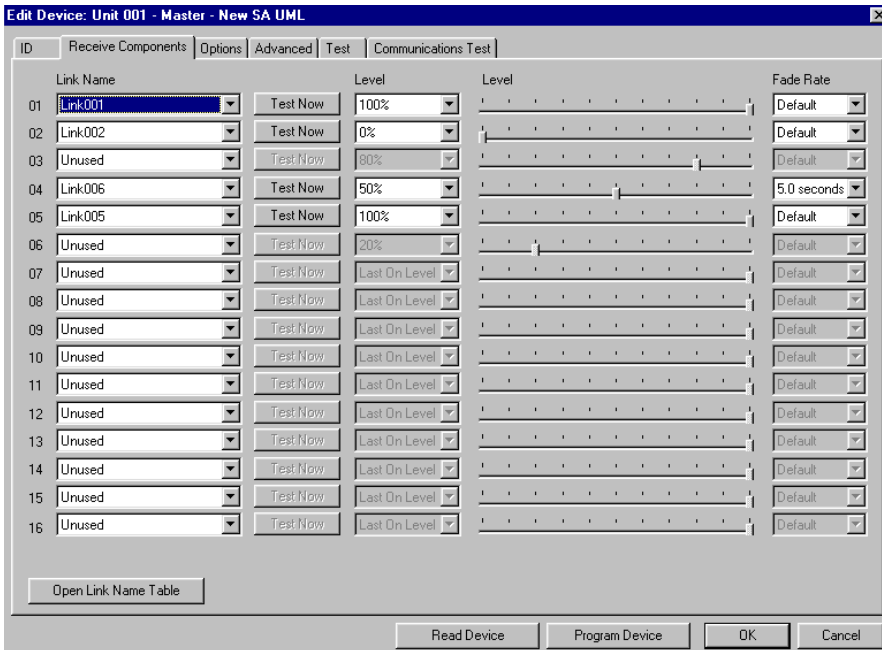 Edit Device: Unit 001 - Master - New SA UML
ID Receive Components Options Advanced Test Communications Test
Link Name Level Level Fade Rate
01 Link001 Test Now 100% Default
02 Link002 Test Now 0% Default
03 Unused Test Now 80% Default
04 Link006 Test Now 50% 5.0 seconds
05 Link005 Test Now 100% Default
06 Unused Test Now 20% Default
07 Unused Test Now Last On Level Default
08 Unused Test Now Last On Level Default
09 Unused Test Now Last On Level Default
10 Unused Test Now Last On Level Default
11 Unused Test Now Last On Level Default
12 Unused Test Now Last On Level Default
13 Unused Test Now Last On Level Default
14 Unused Test Now Last On Level Default
15 Unused Test Now Last On Level Default
16 Unused Test Now Last On Level Default
Open Link Name Table
Read Device Program Device OK Cancel